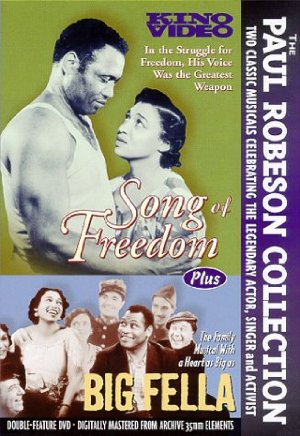 KINO
VIDEO
In the Struggle for
Freedom, His Voice
Was the Greatest
Weapon
Song of
Freedom
Plus
The Family
Musical With
a Heart as Big as
BIG FELLA
DOUBLE-FEATURE DVD • DIGITALLY MASTERED FROM ARCHIVE 35mm ELEMENTS
THE
PAUL ROBESON COLLECTION
TWO CLASSIC MUSICALS CELEBRATING THE LEGENDARY ACTOR, SINGER and ACTIVIST